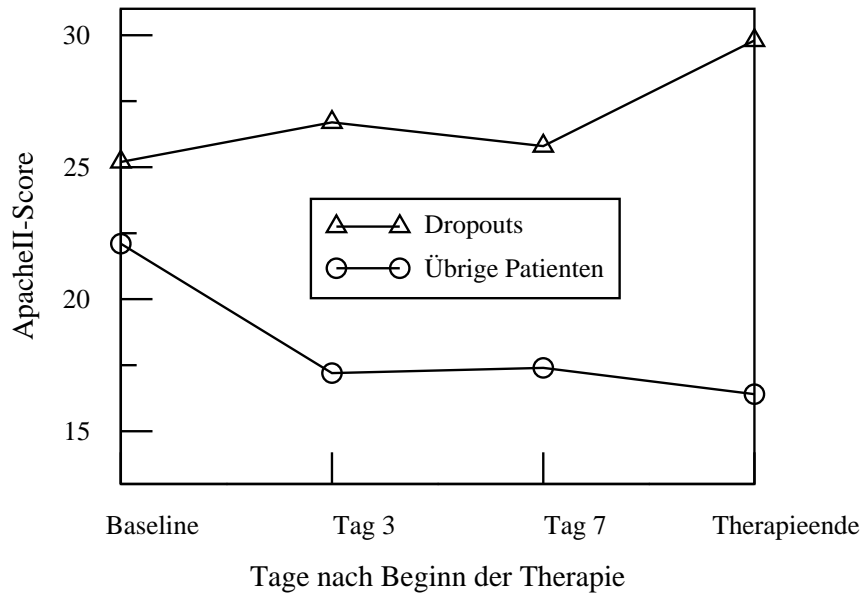 30
25
20
15
ApacheII-Score
Dropouts
Übrige Patienten
Baseline Tag 3 Tag 7 Therapieende
Tage nach Beginn der Therapie